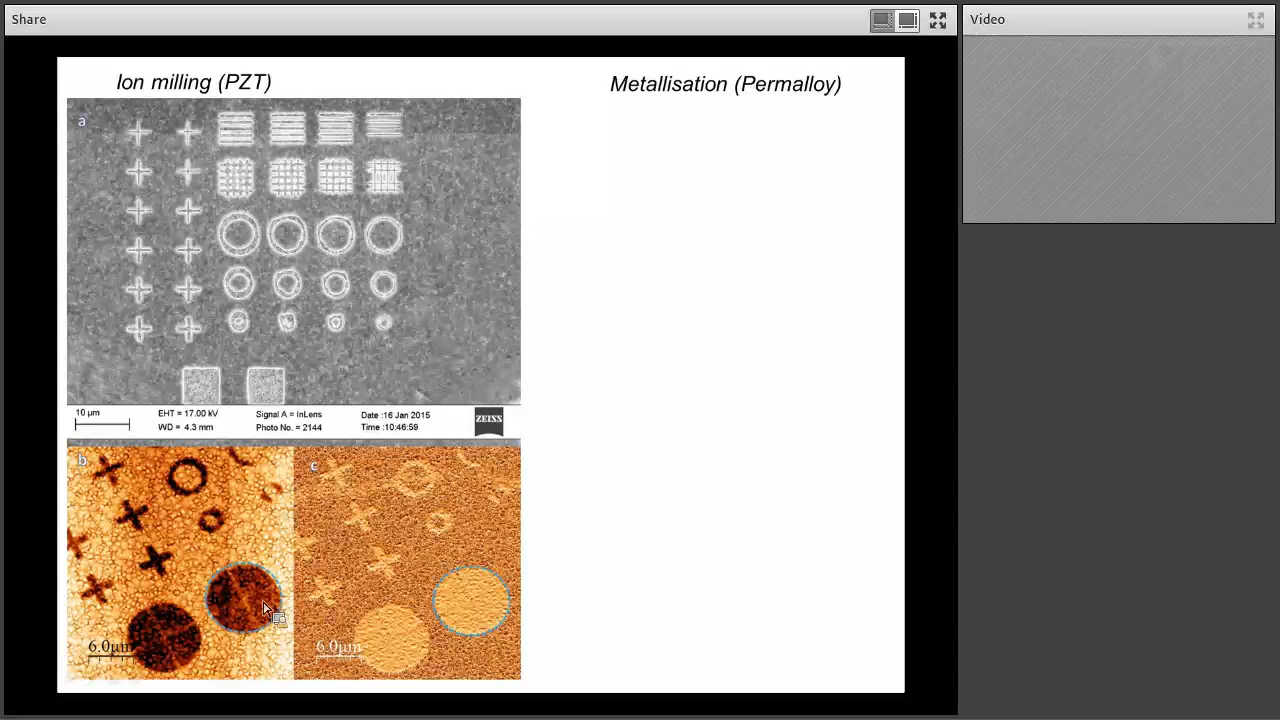 Share
Video
Ion milling (PZT)
Metallisation (Permalloy)
a
10 µm
EHT = 17.00 kV
Signal A = InLens
Date :16 Jan 2015
WD = 4.3 mm
Photo No. = 2144
Time :10:46:59
ZEISS
b
c
6.0µm
6.0µm